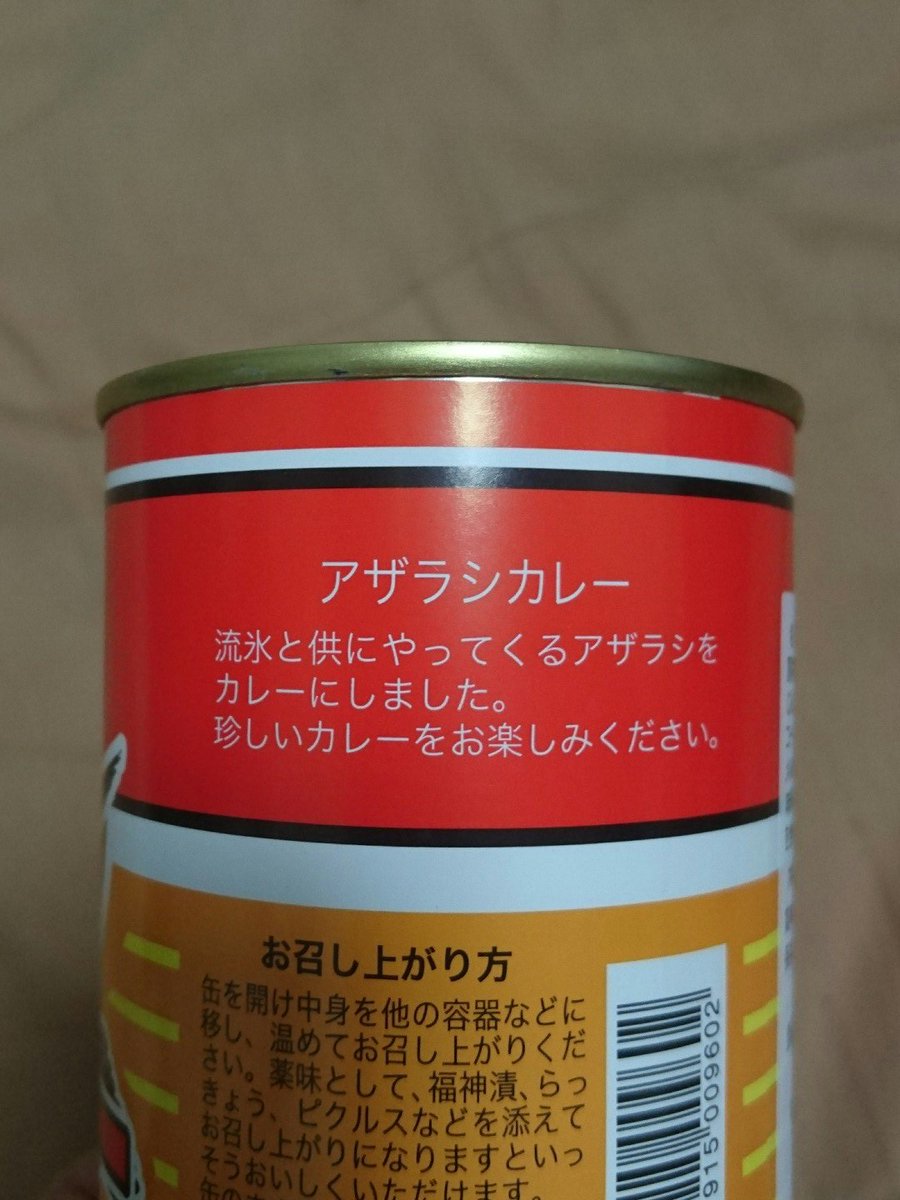 アザラシカレー
流氷と供にやってくるアザラシを
カレーにしました。
珍しいカレーをお楽しみください。
お召し上がり方
缶を開け中身を他の容器などに
移し、温めてお召し上がりくだ
さい。薬味として、福神漬、らっ
きょう、ピクルスなどを添えて
お召し上がりになりますといっ
そうおいしくいただけます。
915 009602